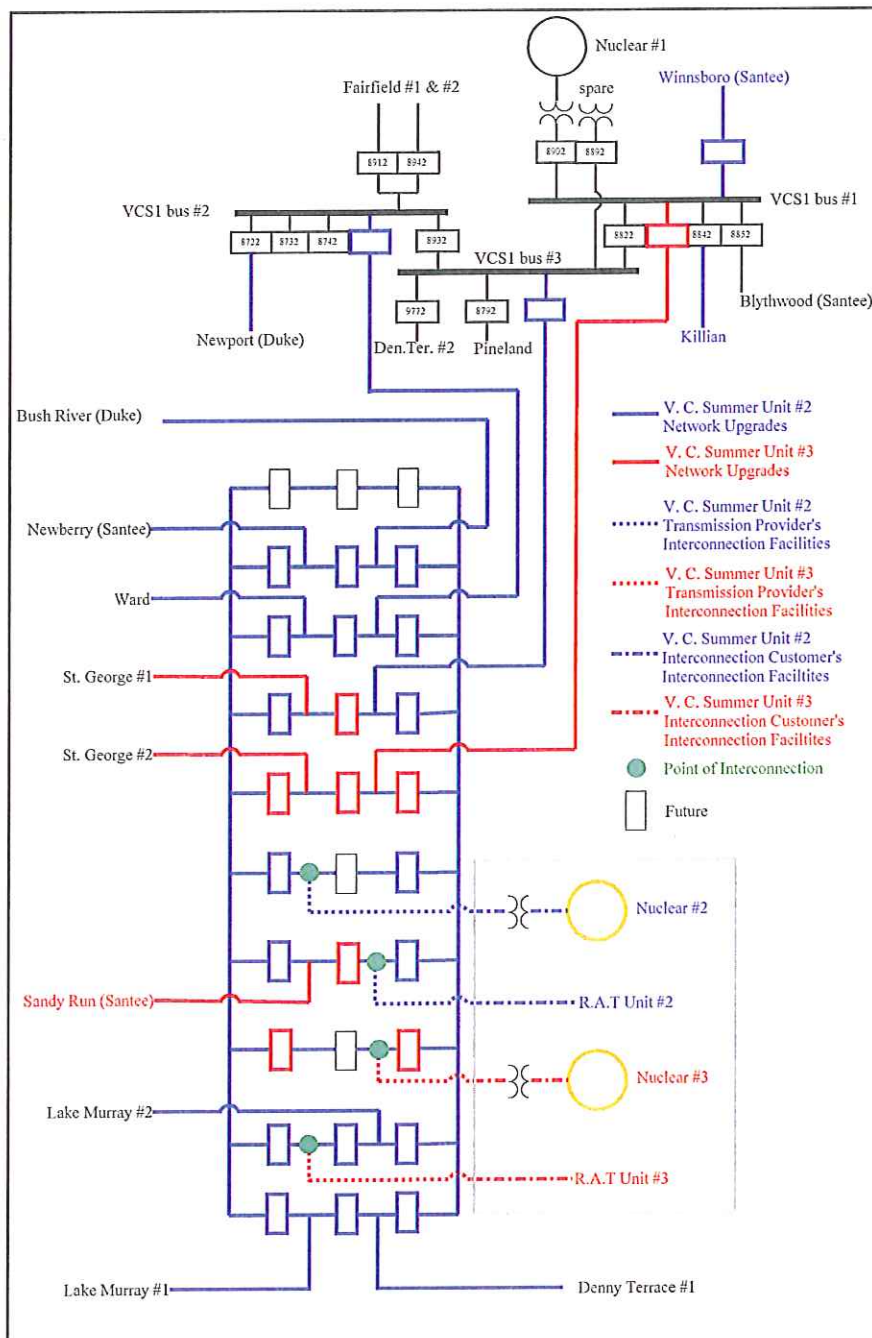 Nuclear #1
Fairfield #1 & #2
spare
Winnsboro (Santee)
8912
8942
8902
8892
VCS1 bus #2
VCS1 bus #1
8722
8732
8742
8932
8822
8842
8852
VCS1 bus #3
9772
8792
Blythwood (Santee)
Newport (Duke)
Den.Ter. #2
Pineland
Killian
Bush River (Duke)
V. C. Summer Unit #2
Network Upgrades
V. C. Summer Unit #3
Network Upgrades
Newberry (Santee)
V. C. Summer Unit #2
Transmission Provider's
Interconnection Facilities
Ward
V. C. Summer Unit #3
Transmission Provider's
Interconnection Facilities
V. C. Summer Unit #2
Interconnection Customer's
Interconnection Faciltites
St. George #1
V. C. Summer Unit #3
Interconnection Customer's
Interconnection Faciltites
St. George #2
Point of Interconnection
Future
Nuclear #2
Sandy Run (Santee)
R.A.T Unit #2
Nuclear #3
Lake Murray #2
R.A.T Unit #3
Lake Murray #1
Denny Terrace #1